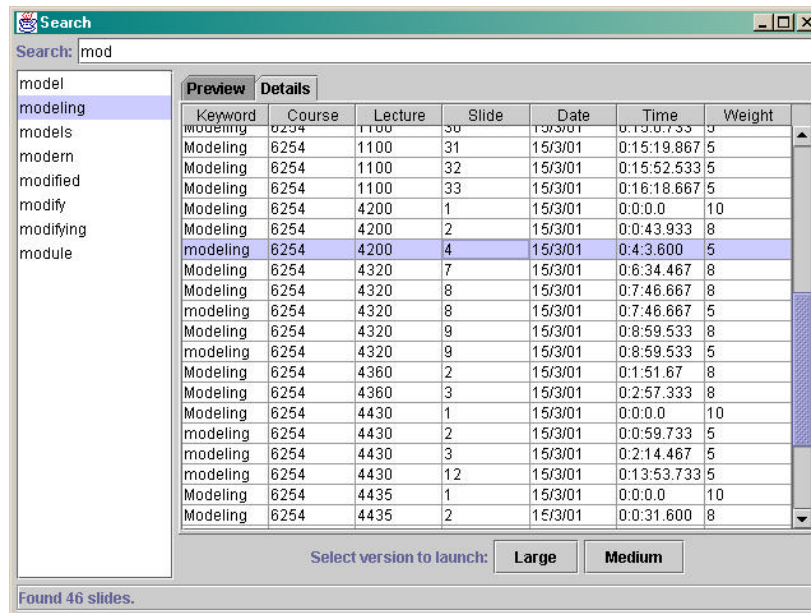 Search
Search: mod
model
modeling
models
modern
modified
modify
modifying
module
Preview Details
Keyword Course Lecture Slide Date Time Weight
Modeling 6254 1100 30 15/3/01 0:15:0.733 5
Modeling 6254 1100 31 15/3/01 0:15:19.867 5
Modeling 6254 1100 32 15/3/01 0:15:52.533 5
Modeling 6254 1100 33 15/3/01 0:16:18.667 5
Modeling 6254 4200 1 15/3/01 0:0:0.0 10
Modeling 6254 4200 2 15/3/01 0:0:43.933 8
modeling 6254 4200 4 15/3/01 0:4:3.600 5
Modeling 6254 4320 7 15/3/01 0:6:34.467 8
Modeling 6254 4320 8 15/3/01 0:7:46.667 8
modeling 6254 4320 8 15/3/01 0:7:46.667 5
Modeling 6254 4320 9 15/3/01 0:8:59.533 8
modeling 6254 4320 9 15/3/01 0:8:59.533 5
Modeling 6254 4360 2 15/3/01 0:1:51.67 8
Modeling 6254 4360 3 15/3/01 0:2:57.333 8
Modeling 6254 4430 1 15/3/01 0:0:0.0 10
modeling 6254 4430 2 15/3/01 0:0:59.733 5
modeling 6254 4430 3 15/3/01 0:2:14.467 5
modeling 6254 4430 12 15/3/01 0:13:53.733 5
Modeling 6254 4435 1 15/3/01 0:0:0.0 10
Modeling 6254 4435 2 15/3/01 0:0:31.600 8
Select version to launch: Large Medium
Found 46 slides.